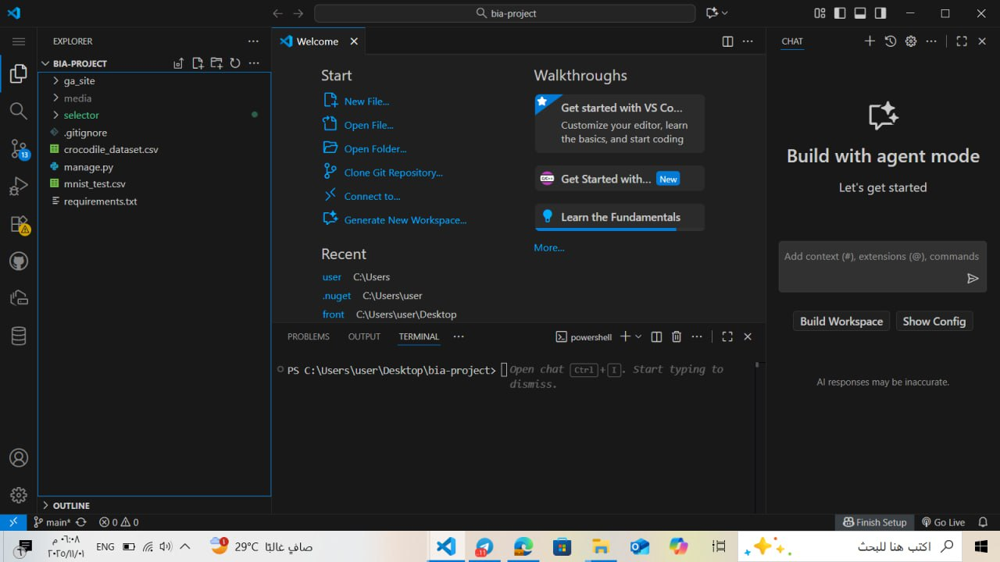 bia-project
EXPLORER
BIA-PROJECT
ga_site
media
selector
.gitignore
crocodile_dataset.csv
manage.py
mnist_test.csv
requirements.txt
OUTLINE
13
Welcome
Start
New File...
Open File...
Open Folder...
Clone Git Repository...
Connect to...
Generate New Workspace...
Recent
user C:\Users
.nuget C:\Users\user
front C:\Users\user\Desktop
Walkthroughs
Get started with VS Co...
Customize your editor, learn
the basics, and start coding
Get Started with... New
Learn the Fundamentals
More...
PROBLEMS OUTPUT TERMINAL
powershell
PS C:\Users\user\Desktop\bia-project> Open chat Ctrl+I. Start typing to
dismiss.
CHAT
Build with agent mode
Let's get started
Add context (#), extensions (@), commands
Build Workspace Show Config
AI responses may be inaccurate.
main* 0 0
Finish Setup Go Live
٠٦:٠٨ م
٢٠٢٥/١١/٠١
ENG
1
29°C صافٍ غالبًا
11
اكتب هنا للبحث